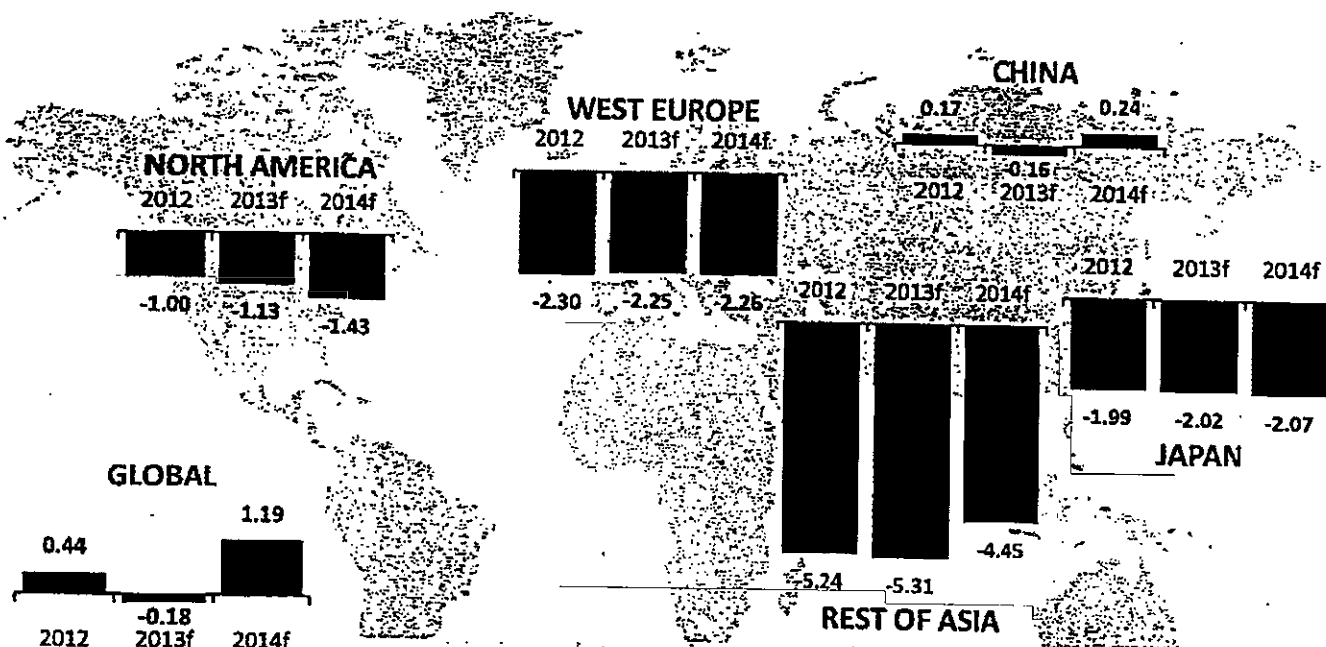 CHINA
0.17 0.24
-0.16
2012 2013f 2014f
WEST EUROPE
2012 2013f 2014f
-2.30 -2.25 -2.26
NORTH AMERICA
2012 2013f 2014f
-1.00 -1.13 -1.43
2012 2013f 2014f
-1.99 -2.02 -2.07
JAPAN
2012 2013f 2014f
-5.24 -5.31 -4.45
REST OF ASIA
GLOBAL
0.44 1.19
-0.18
2012 2013f 2014f